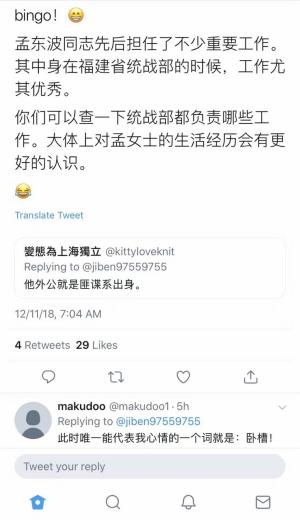 bingo！😁
孟东波同志先后担任了不少重要工作。
其中身在福建省统战部的时候，工作尤
其优秀。
你们可以查一下统战部都负责哪些工
作。大体上对孟女士的生活经历会有更
好的认识。
😂
Translate Tweet
變態為上海獨立 @kittyloveknit
Replying to @jiben97559755
他外公就是匪谍系出身。
12/11/18, 7:04 AM
4 Retweets 29 Likes
makudoo @makudoo1 · 5h
Replying to @jiben97559755
此时唯一能代表我心情的一个词就是：卧槽！
Tweet your reply